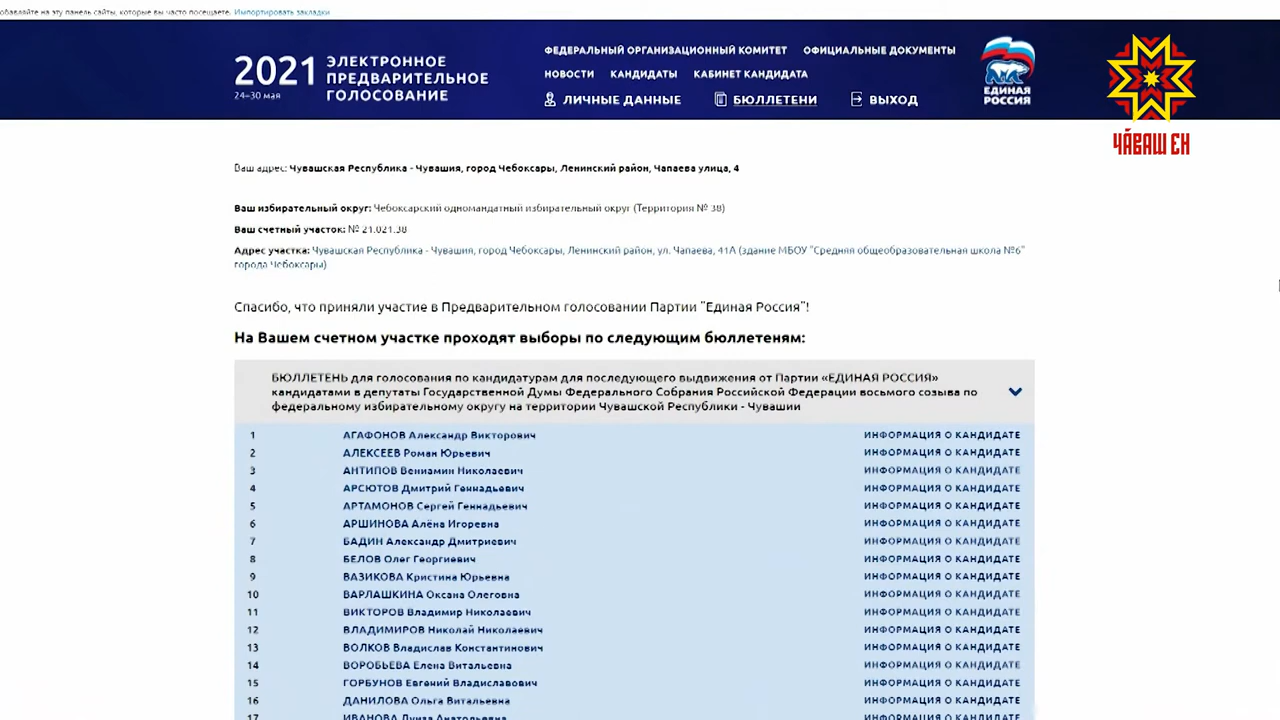 обавляйте на эту панель сайты, которые вы часто посещаете. Импортировать закладки
2021 ЭЛЕКТРОННОЕ ПРЕДВАРИТЕЛЬНОЕ ГОЛОСОВАНИЕ
24–30 мая
ФЕДЕРАЛЬНЫЙ ОРГАНИЗАЦИОННЫЙ КОМИТЕТ ОФИЦИАЛЬНЫЕ ДОКУМЕНТЫ
НОВОСТИ КАНДИДАТЫ КАБИНЕТ КАНДИДАТА
ЛИЧНЫЕ ДАННЫЕ БЮЛЛЕТЕНИ ВЫХОД
ЕДИНАЯ
РОССИЯ
ЧӐВАШ ЕН
Ваш адрес: Чувашская Республика - Чувашия, город Чебоксары, Ленинский район, Чапаева улица, 4
Ваш избирательный округ: Чебоксарский одномандатный избирательный округ (Территория № 38)
Ваш счетный участок: № 21.021.38
Адрес участка: Чувашская Республика - Чувашия, город Чебоксары, Ленинский район, ул. Чапаева, 41А (здание МБОУ "Средняя общеобразовательная школа №6"
города Чебоксары)
Спасибо, что приняли участие в Предварительном голосовании Партии "Единая Россия"!
На Вашем счетном участке проходят выборы по следующим бюллетеням:
БЮЛЛЕТЕНЬ для голосования по кандидатурам для последующего выдвижения от Партии «ЕДИНАЯ РОССИЯ»
кандидатами в депутаты Государственной Думы Федерального Собрания Российской Федерации восьмого созыва по
федеральному избирательному округу на территории Чувашской Республики - Чувашии
1 АГАФОНОВ Александр Викторович ИНФОРМАЦИЯ О КАНДИДАТЕ
2 АЛЕКСЕЕВ Роман Юрьевич ИНФОРМАЦИЯ О КАНДИДАТЕ
3 АНТИПОВ Вениамин Николаевич ИНФОРМАЦИЯ О КАНДИДАТЕ
4 АРСЮТОВ Дмитрий Геннадьевич ИНФОРМАЦИЯ О КАНДИДАТЕ
5 АРТАМОНОВ Сергей Геннадьевич ИНФОРМАЦИЯ О КАНДИДАТЕ
6 АРШИНОВА Алёна Игоревна ИНФОРМАЦИЯ О КАНДИДАТЕ
7 БАДИН Александр Дмитриевич ИНФОРМАЦИЯ О КАНДИДАТЕ
8 БЕЛОВ Олег Георгиевич ИНФОРМАЦИЯ О КАНДИДАТЕ
9 ВАЗИКОВА Кристина Юрьевна ИНФОРМАЦИЯ О КАНДИДАТЕ
10 ВАРЛАШКИНА Оксана Олеговна ИНФОРМАЦИЯ О КАНДИДАТЕ
11 ВИКТОРОВ Владимир Николаевич ИНФОРМАЦИЯ О КАНДИДАТЕ
12 ВЛАДИМИРОВ Николай Николаевич ИНФОРМАЦИЯ О КАНДИДАТЕ
13 ВОЛКОВ Владислав Константинович ИНФОРМАЦИЯ О КАНДИДАТЕ
14 ВОРОБЬЕВА Елена Витальевна ИНФОРМАЦИЯ О КАНДИДАТЕ
15 ГОРБУНОВ Евгений Владиславович ИНФОРМАЦИЯ О КАНДИДАТЕ
16 ДАНИЛОВА Ольга Витальевна ИНФОРМАЦИЯ О КАНДИДАТЕ
17 ИВАНОВА Луиза Анатольевна ИНФОРМАЦИЯ О КАНДИДАТЕ